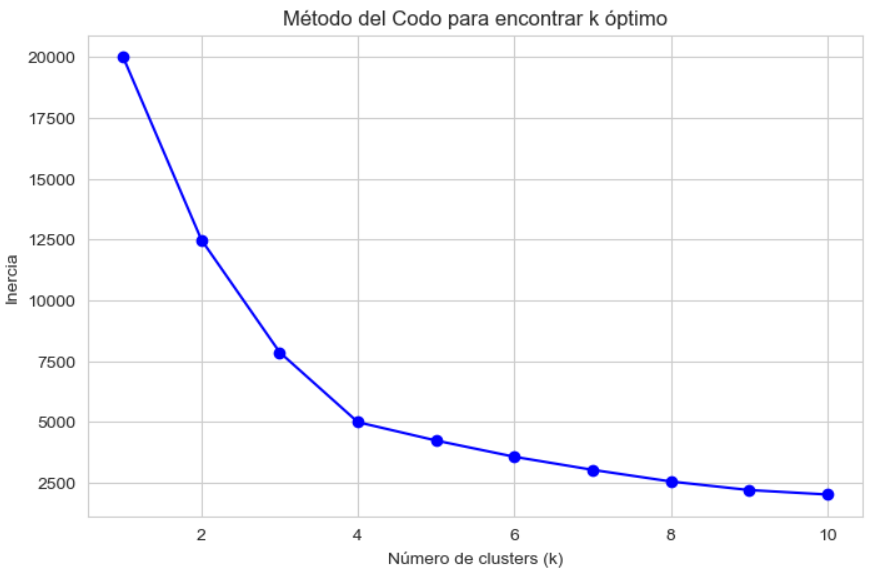 Método del Codo para encontrar k óptimo
20000
17500
15000
12500
10000
7500
5000
2500
Inercia
2 4 6 8 10
Número de clusters (k)